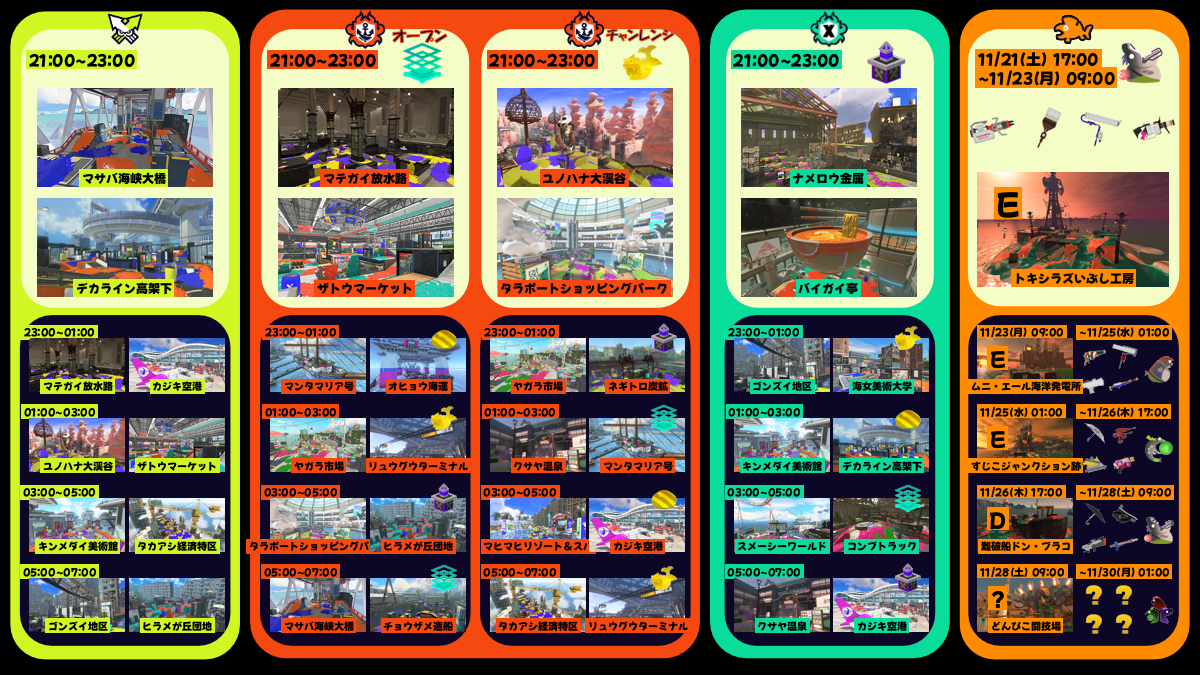 21:00~23:00
マサバ海峡大橋
デカライン高架下
23:00~01:00
マテガイ放水路
カジキ空港
01:00~03:00
ユノハナ大渓谷
ザトウマーケット
03:00~05:00
キンメダイ美術館
タカアシ経済特区
05:00~07:00
ゴンズイ地区
ヒラメが丘団地
オープン
21:00~23:00
マテガイ放水路
ザトウマーケット
23:00~01:00
マンタマリア号
オヒョウ海運
01:00~03:00
ヤガラ市場
リュウグウターミナル
03:00~05:00
タラポートショッピングパ
ヒラメが丘団地
05:00~07:00
マサバ海峡大橋
チョウザメ造船
チャンレンジ
21:00~23:00
ユノハナ大渓谷
タラポートショッピングパーク
23:00~01:00
ヤガラ市場
ネギトロ炭鉱
01:00~03:00
クサヤ温泉
マンタマリア号
03:00~05:00
マヒマヒリゾート&スパ
カジキ空港
05:00~07:00
タカアシ経済特区
リュウグウターミナル
X
21:00~23:00
ナメロウ金属
バイガイ亭
23:00~01:00
ゴンズイ地区
海女美術大学
01:00~03:00
キンメダイ美術館
デカライン高架下
03:00~05:00
スメーシーワールド
コンブトラック
05:00~07:00
クサヤ温泉
カジキ空港
11/21(土) 17:00
~11/23(月) 09:00
E
トキシラズいぶし工房
11/23(月) 09:00 ~11/25(水) 01:00
E
ムニ・エール海洋発電所
11/25(水) 01:00 ~11/26(木) 17:00
E
すじこジャンクション跡
11/26(木) 17:00 ~11/28(土) 09:00
D
難破船ドン・ブラコ
11/28(土) 09:00 ~11/30(月) 01:00
?
? ?
どんぴこ闘技場
? ?